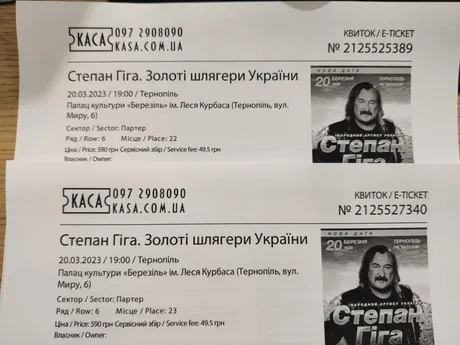 КАСА 097 2908090
KASA.COM.UA
КВИТОК / E-TICKET
№ 2125525389
Степан Гіга. Золоті шлягери України
20.03.2023 / 19:00 / Тернопіль
Палац культури «Березіль» ім. Леся Курбаса (Тернопіль, вул.
Миру, 6)
Сектор / Sector: Партер
Ряд / Row: 6 Місце / Place: 22
Ціна / Price: 590 грн Сервісний збір / Service fee: 49.5 грн
Власник / Owner:
НОВА ДАТА
20 БЕРЕЗНЯ
ТЕРНОПІЛЬ
НАРОДНИЙ АРТИСТ УКРАЇНИ
Степан
Гіга
КАСА 097 2908090
KASA.COM.UA
КВИТОК / E-TICKET
№ 2125527340
Степан Гіга. Золоті шлягери України
20.03.2023 / 19:00 / Тернопіль
Палац культури «Березіль» ім. Леся Курбаса (Тернопіль, вул.
Миру, 6)
Сектор / Sector: Партер
Ряд / Row: 6 Місце / Place: 23
Ціна / Price: 590 грн Сервісний збір / Service fee: 49.5 грн
Власник / Owner:
НОВА ДАТА
20 БЕРЕЗНЯ
ТЕРНОПІЛЬ
НАРОДНИЙ АРТИСТ УКРАЇНИ
Степан
Гіга